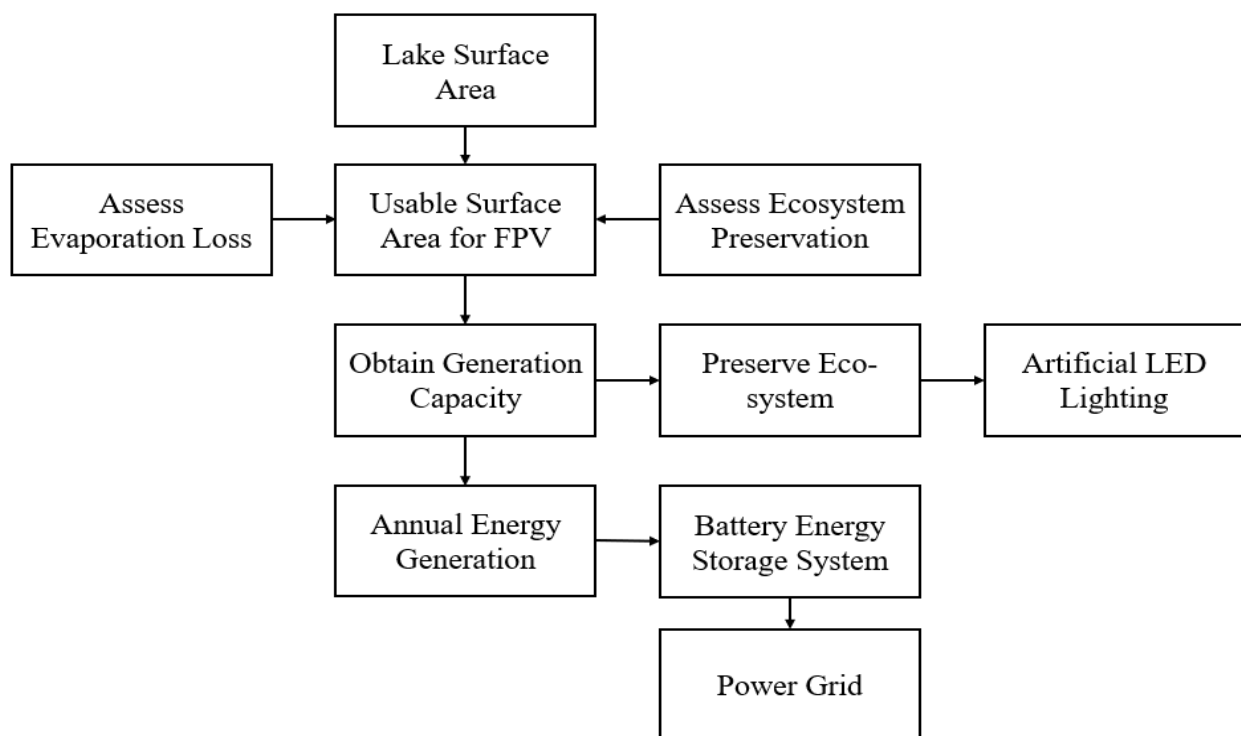 Lake Surface
Area
Assess
Evaporation Loss
Usable Surface
Area for FPV
Assess Ecosystem
Preservation
Obtain Generation
Capacity
Preserve Eco-
system
Artificial LED
Lighting
Annual Energy
Generation
Battery Energy
Storage System
Power Grid